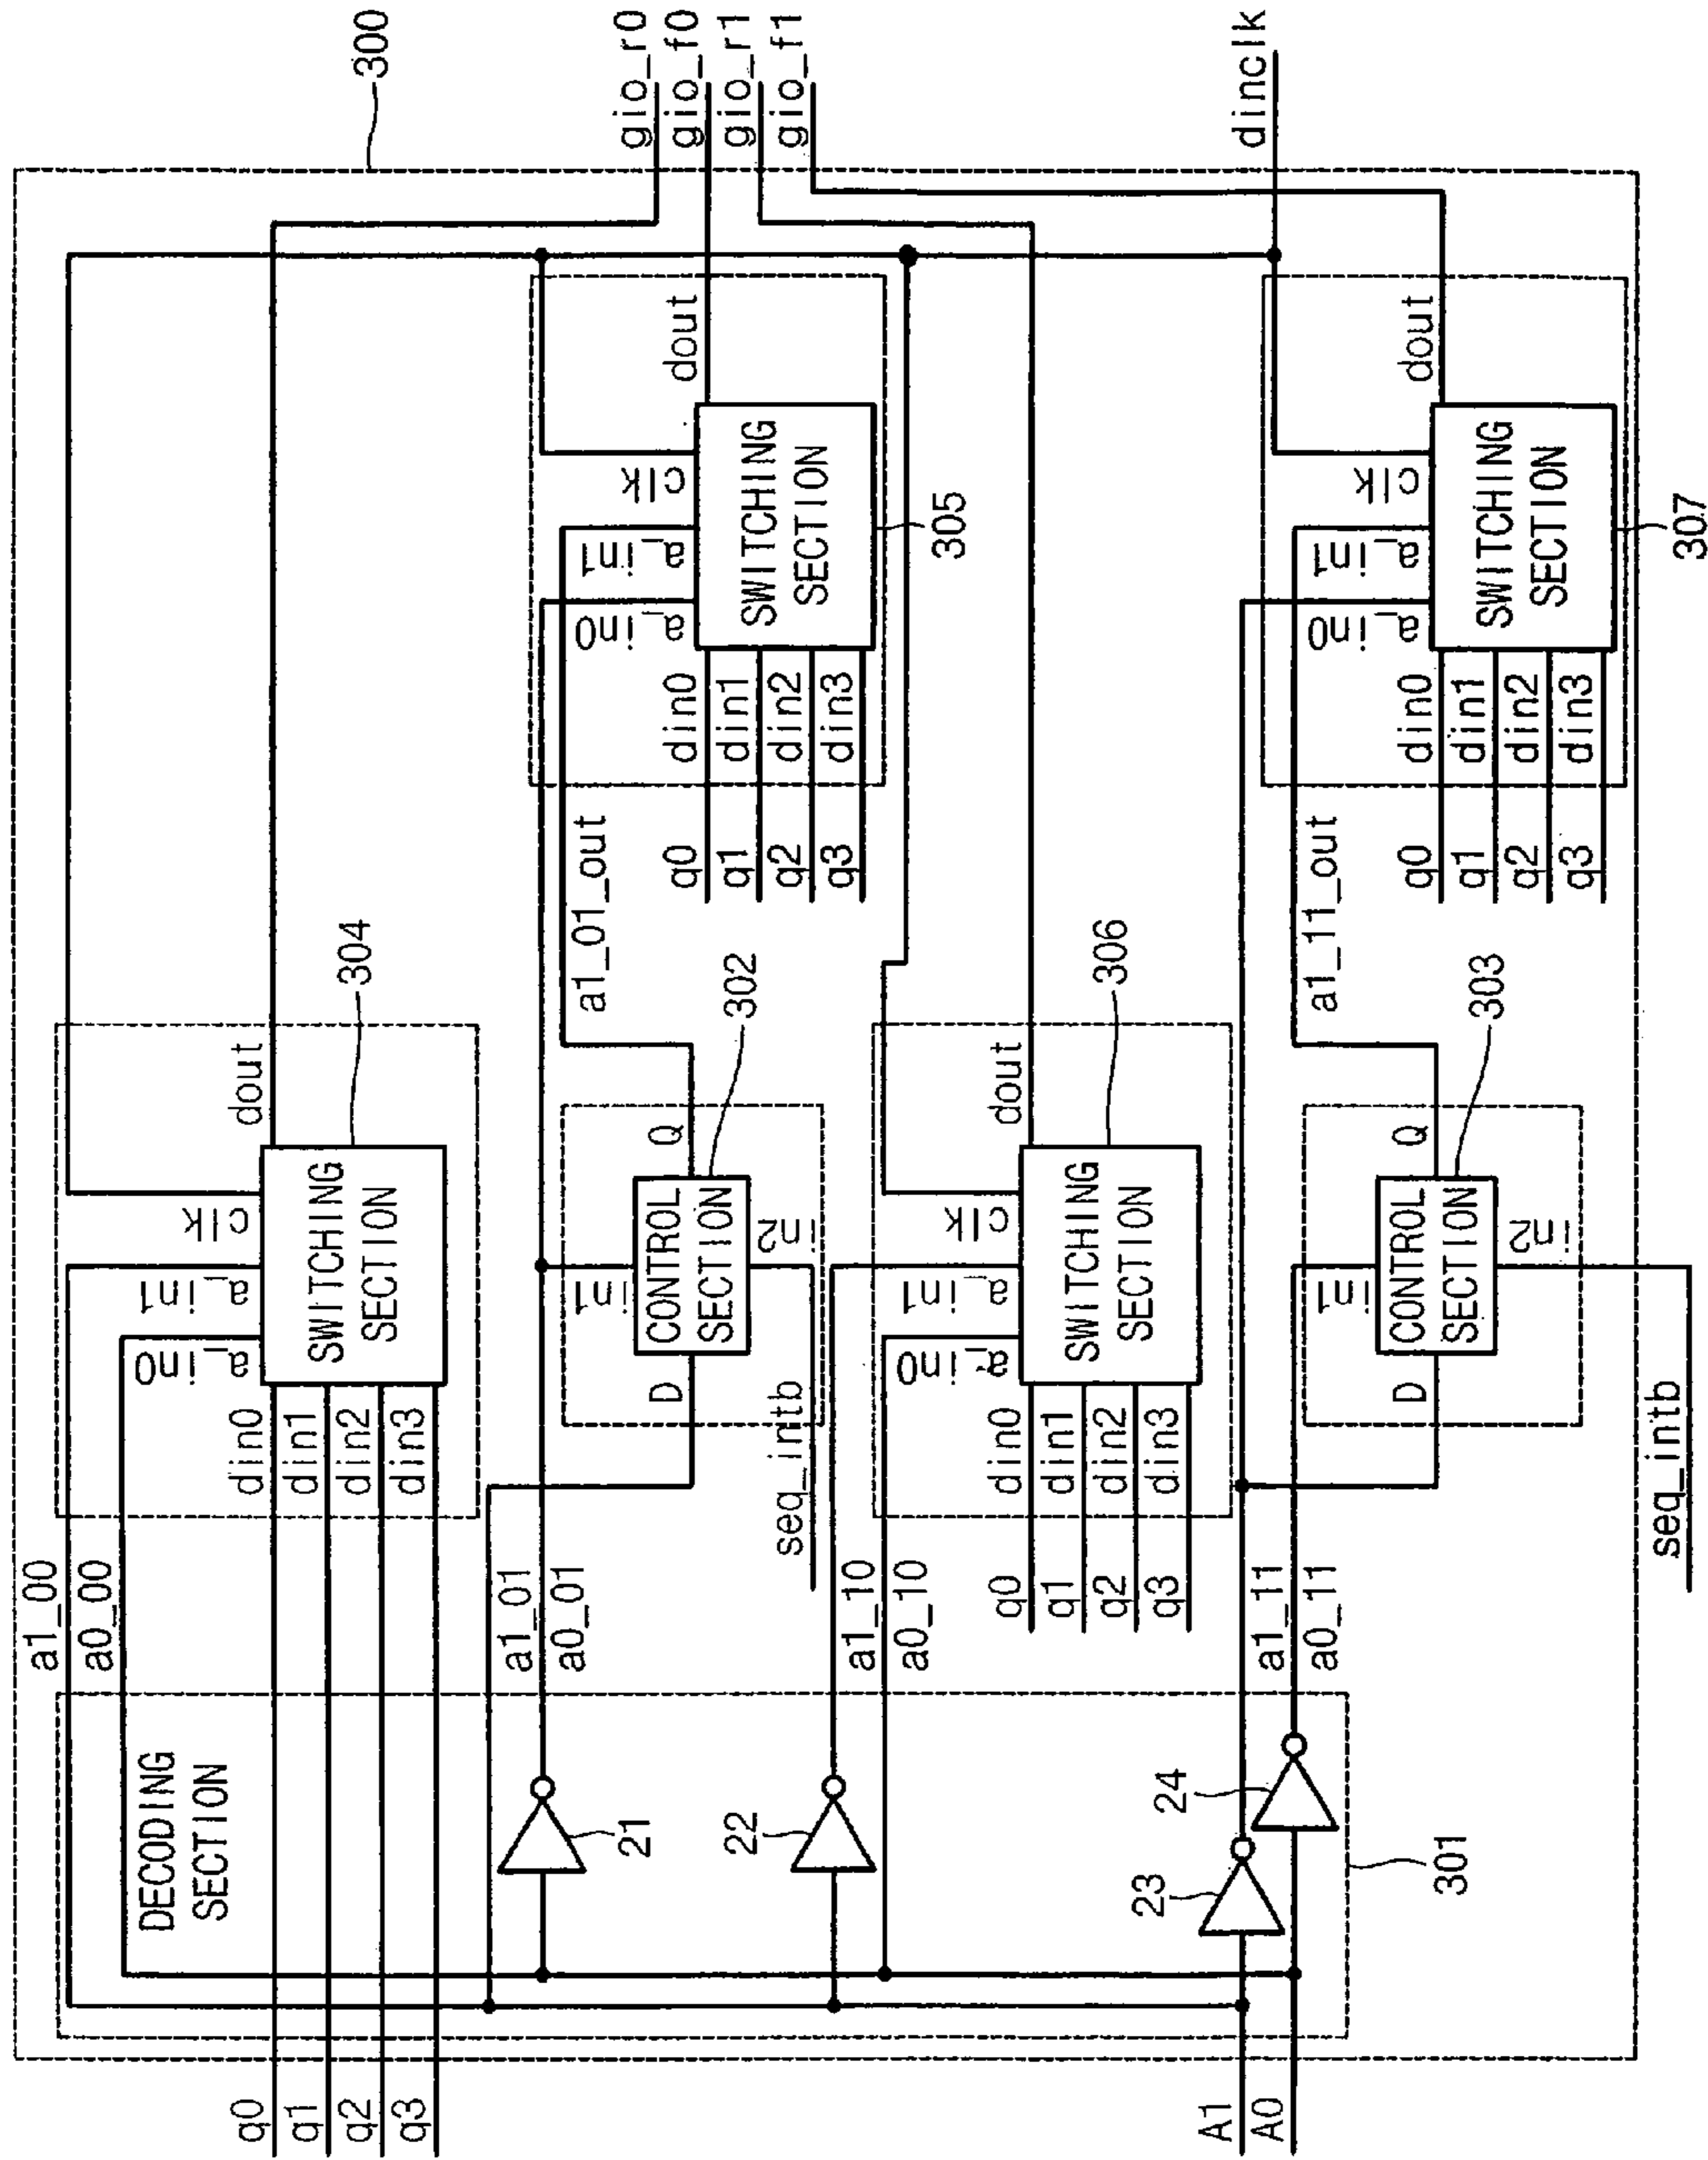 300
gio_r0
gio_f0
gio_r1
gio_f1
dinclk
q0
q1
q2
q3
A1
A0
DECODING
SECTION
301
21
22
23
24
a1_00
a0_00
a1_01
a0_01
a1_10
a0_10
a1_11
a0_11
304
SWITCHING
SECTION
din0
din1
din2
din3
a_in0
a_in1
clk
dout
302
CONTROL
SECTION
D
in1
in2
Q
seq_intb
a1_01_out
305
SWITCHING
SECTION
q0
q1
q2
q3
din0
din1
din2
din3
a_in0
a_in1
clk
dout
306
SWITCHING
SECTION
q0
q1
q2
q3
din0
din1
din2
din3
a_in0
a_in1
clk
dout
303
CONTROL
SECTION
D
in1
in2
Q
seq_intb
a1_11_out
307
SWITCHING
SECTION
q0
q1
q2
q3
din0
din1
din2
din3
a_in0
a_in1
clk
dout